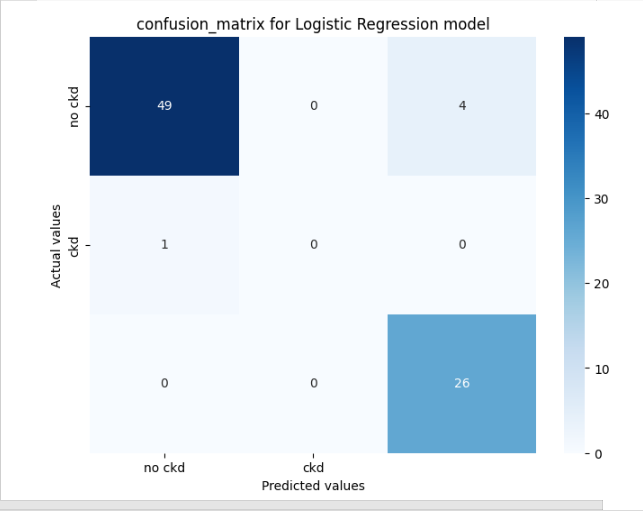 confusion_matrix for Logistic Regression model
no ckd
49
0
4
40
30
Actual values
ckd
1
0
0
20
10
0
0
26
0
no ckd
ckd
Predicted values